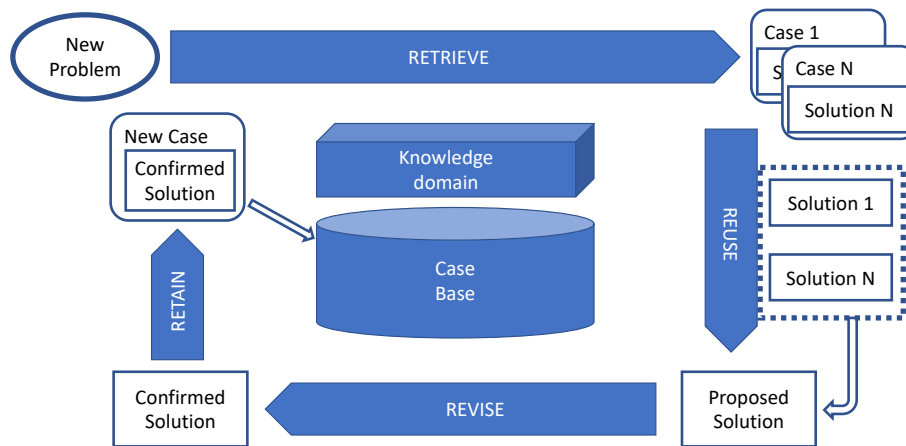 New
Problem
RETRIEVE
Case 1
S
Case N
Solution N
New Case
Confirmed
Solution
Knowledge
domain
Case
Base
REUSE
Solution 1
Solution N
RETAIN
Confirmed
Solution
REVISE
Proposed
Solution